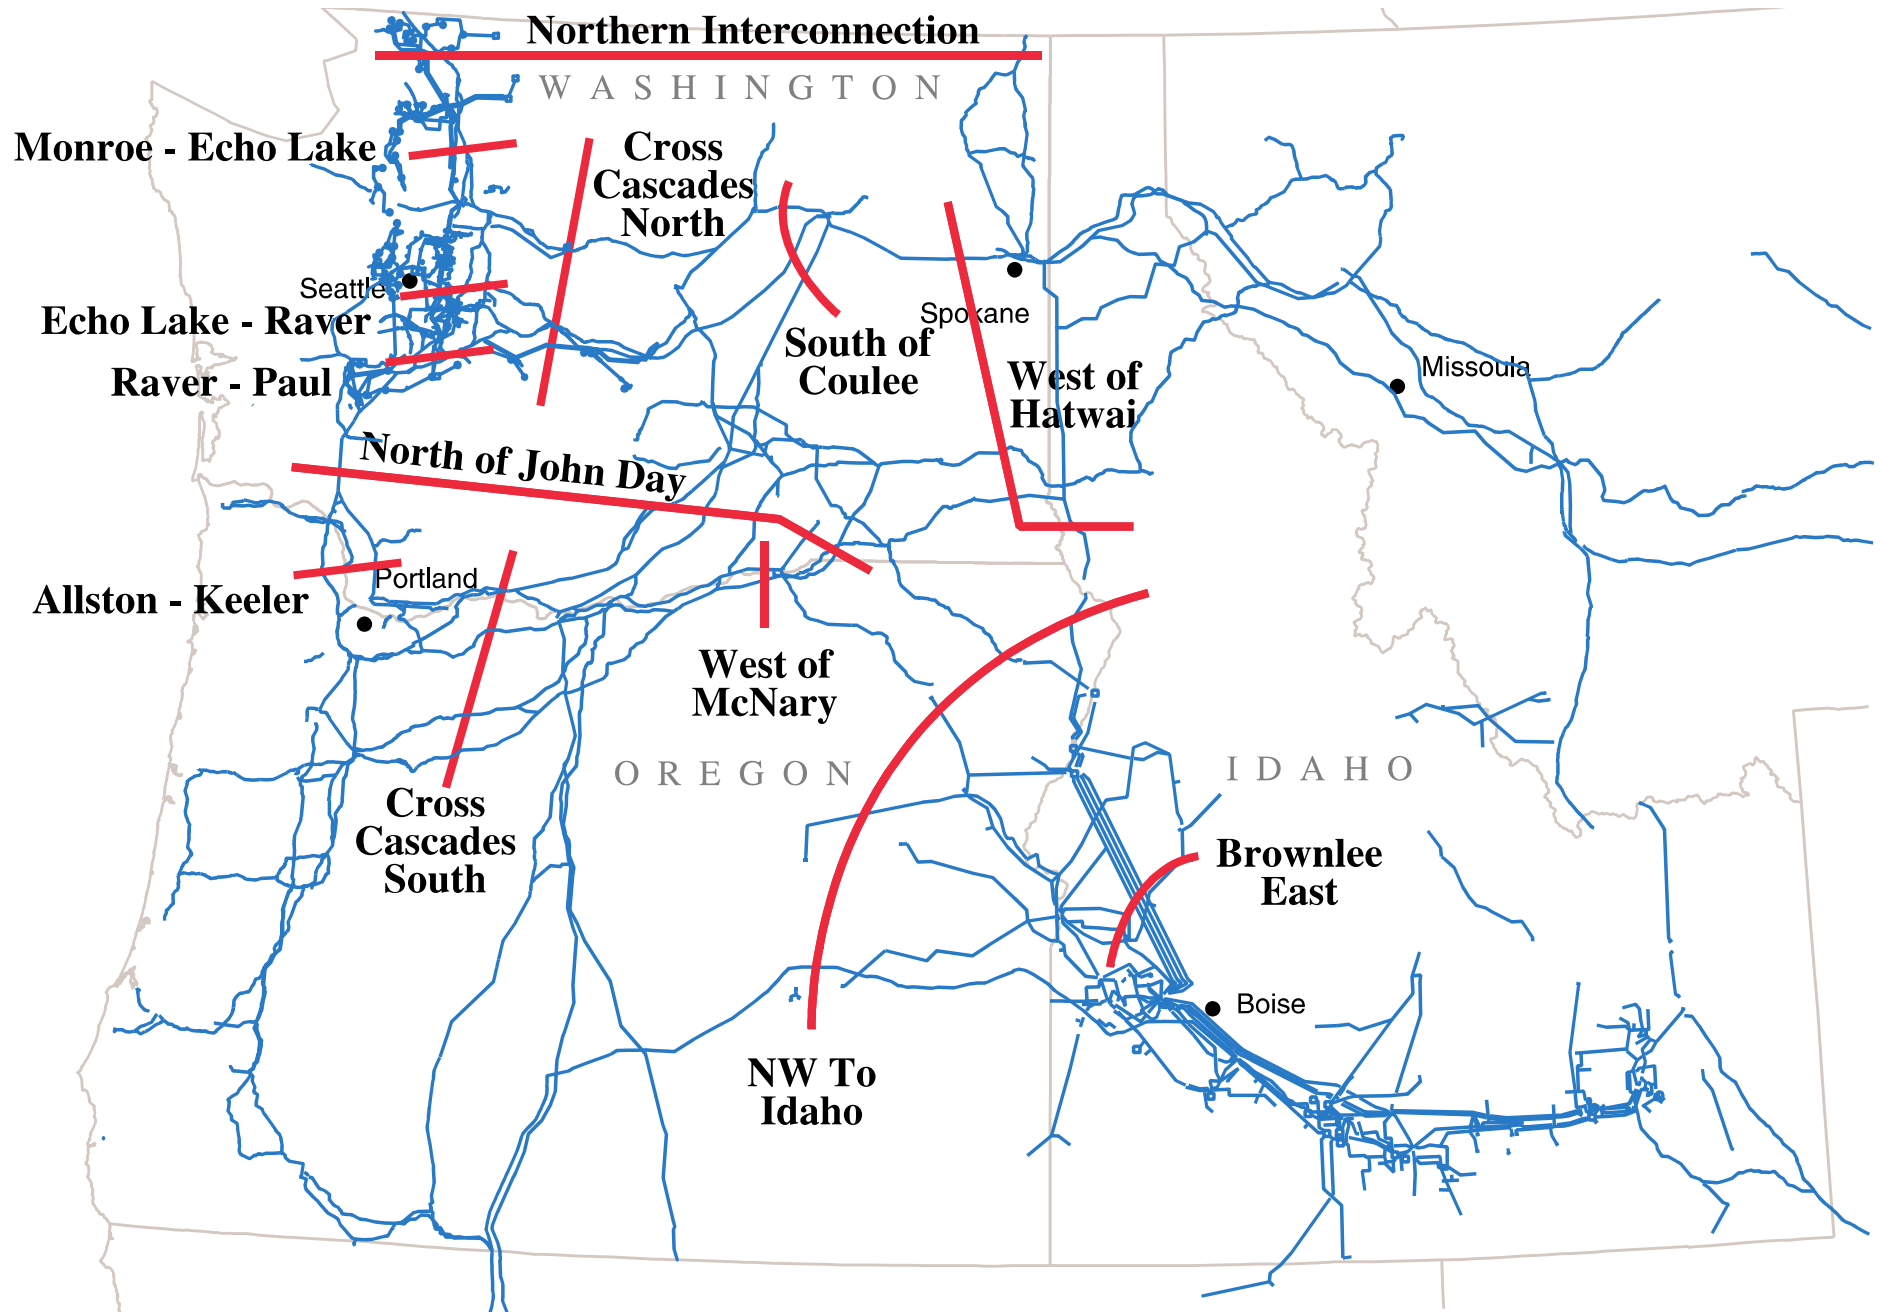 Northern Interconnection
WASHINGTON
Monroe - Echo Lake
Cross
Cascades
North
Seattle
Echo Lake - Raver
Raver - Paul
Spokane
South of
Coulee
West of
Hatwai
Missoula
North of John Day
Portland
Allston - Keeler
West of
McNary
OREGON
IDAHO
Cross
Cascades
South
Brownlee
East
Boise
NW To
Idaho